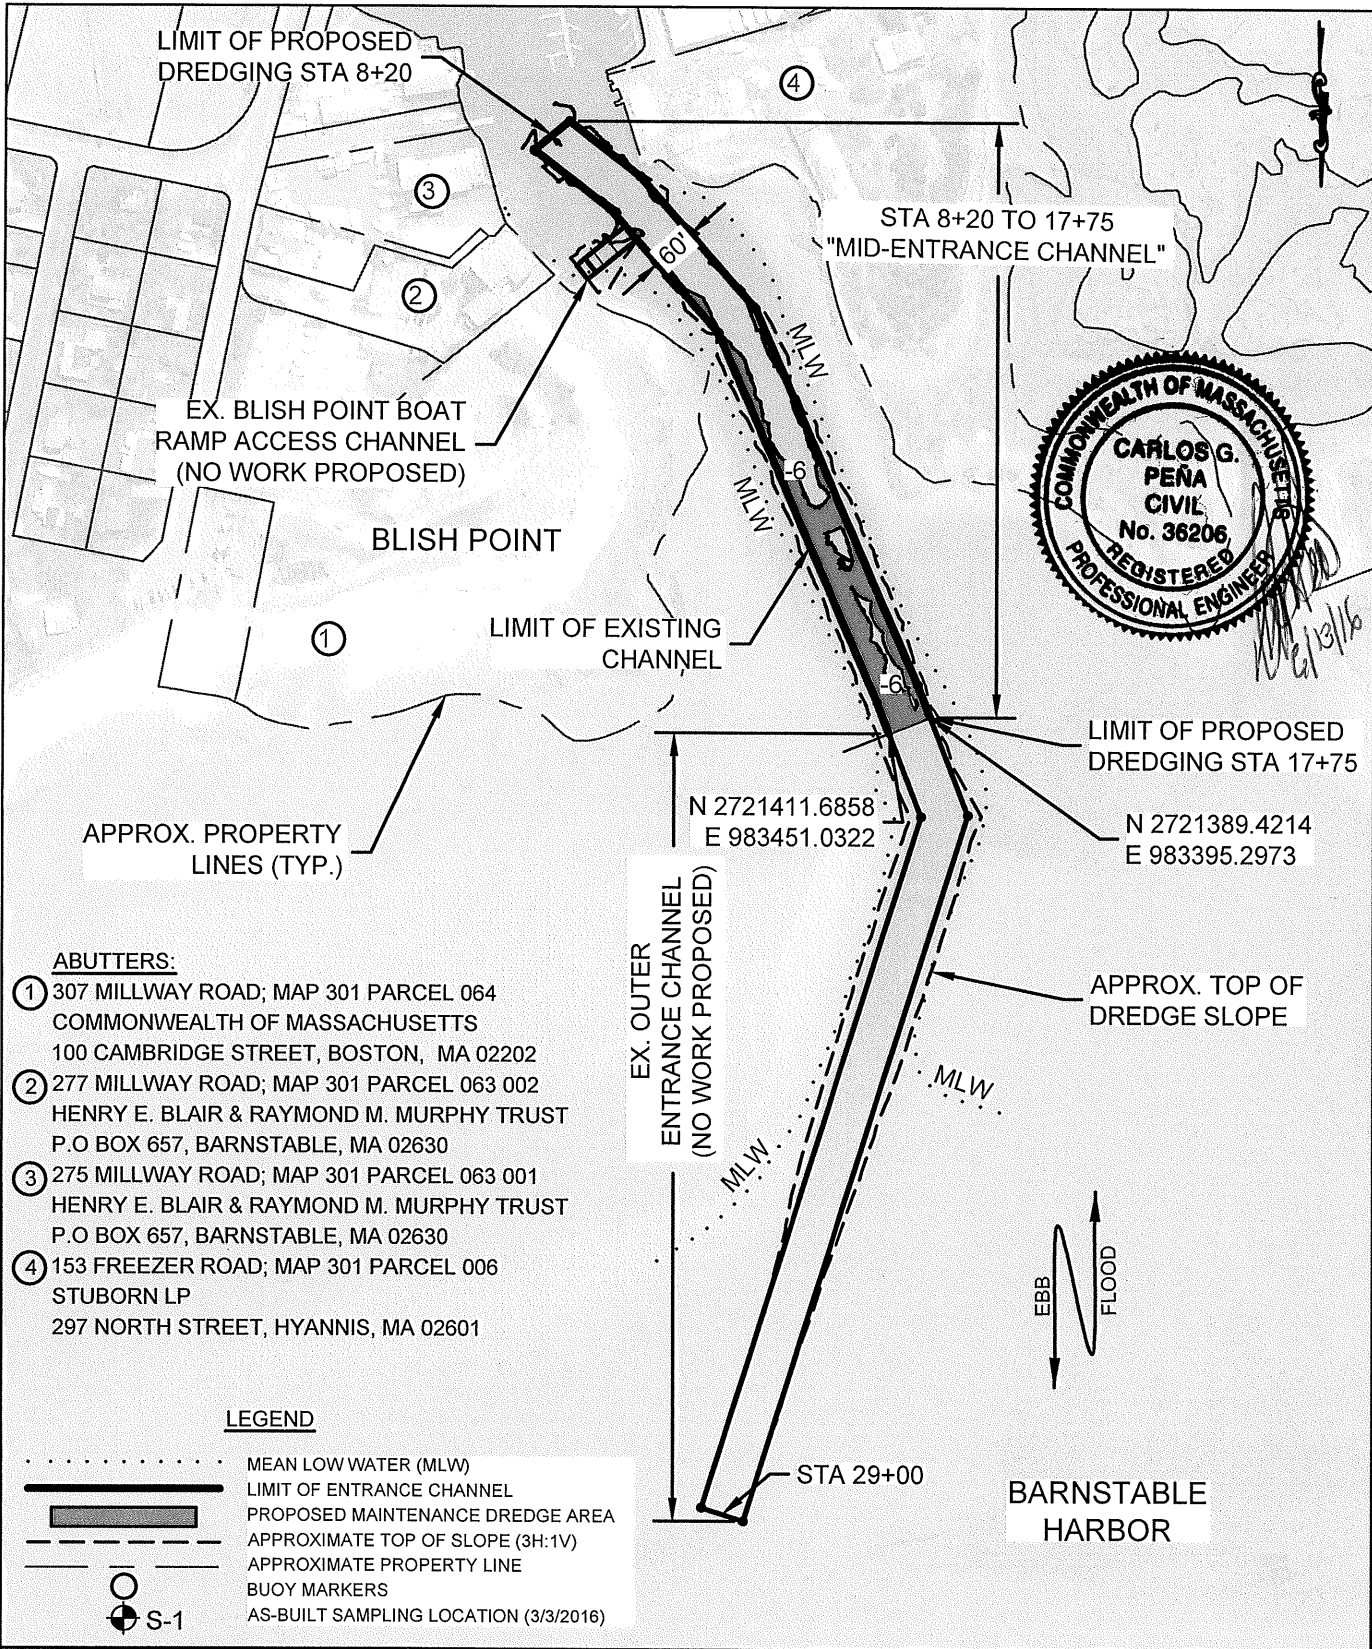 LIMIT OF PROPOSED
DREDGING STA 8+20
4
3
STA 8+20 TO 17+75
"MID-ENTRANCE CHANNEL"
60'
2
MLW
EX. BLISH POINT BOAT
RAMP ACCESS CHANNEL
(NO WORK PROPOSED)
COMMONWEALTH OF MASSACHUSETTS
CARLOS G.
PEÑA
CIVIL
No. 36206
REGISTERED
PROFESSIONAL ENGINEER
-6
MLW
BLISH POINT
1
LIMIT OF EXISTING
CHANNEL
-6
LIMIT OF PROPOSED
DREDGING STA 17+75
N 2721411.6858
E 983451.0322
N 2721389.4214
E 983395.2973
APPROX. PROPERTY
LINES (TYP.)
EX. OUTER
ENTRANCE CHANNEL
(NO WORK PROPOSED)
APPROX. TOP OF
DREDGE SLOPE
MLW
MLW
ABUTTERS:
1 307 MILLWAY ROAD; MAP 301 PARCEL 064
COMMONWEALTH OF MASSACHUSETTS
100 CAMBRIDGE STREET, BOSTON, MA 02202
2 277 MILLWAY ROAD; MAP 301 PARCEL 063 002
HENRY E. BLAIR & RAYMOND M. MURPHY TRUST
P.O BOX 657, BARNSTABLE, MA 02630
3 275 MILLWAY ROAD; MAP 301 PARCEL 063 001
HENRY E. BLAIR & RAYMOND M. MURPHY TRUST
P.O BOX 657, BARNSTABLE, MA 02630
4 153 FREEZER ROAD; MAP 301 PARCEL 006
STUBORN LP
297 NORTH STREET, HYANNIS, MA 02601
EBB
FLOOD
STA 29+00
BARNSTABLE
HARBOR
LEGEND
MEAN LOW WATER (MLW)
LIMIT OF ENTRANCE CHANNEL
PROPOSED MAINTENANCE DREDGE AREA
APPROXIMATE TOP OF SLOPE (3H:1V)
APPROXIMATE PROPERTY LINE
BUOY MARKERS
S-1 AS-BUILT SAMPLING LOCATION (3/3/2016)